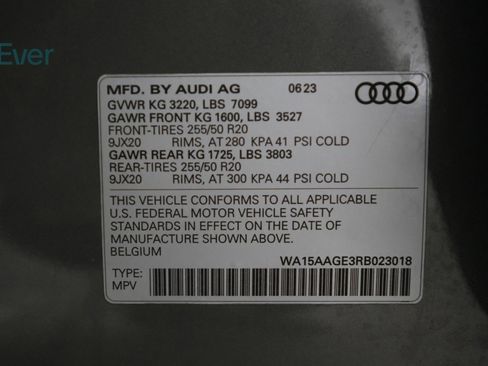 Ever
MFD. BY AUDI AG 06 23
GVWR KG 3220, LBS 7099
GAWR FRONT KG 1600, LBS 3527
FRONT-TIRES 255/50 R20
9JX20 RIMS, AT 280 KPA 41 PSI COLD
GAWR REAR KG 1725, LBS 3803
REAR-TIRES 255/50 R20
9JX20 RIMS, AT 300 KPA 44 PSI COLD
THIS VEHICLE CONFORMS TO ALL APPLICABLE
U.S. FEDERAL MOTOR VEHICLE SAFETY
STANDARDS IN EFFECT ON THE DATE OF
MANUFACTURE SHOWN ABOVE.
BELGIUM WA15AAGE3RB023018
TYPE:
MPV